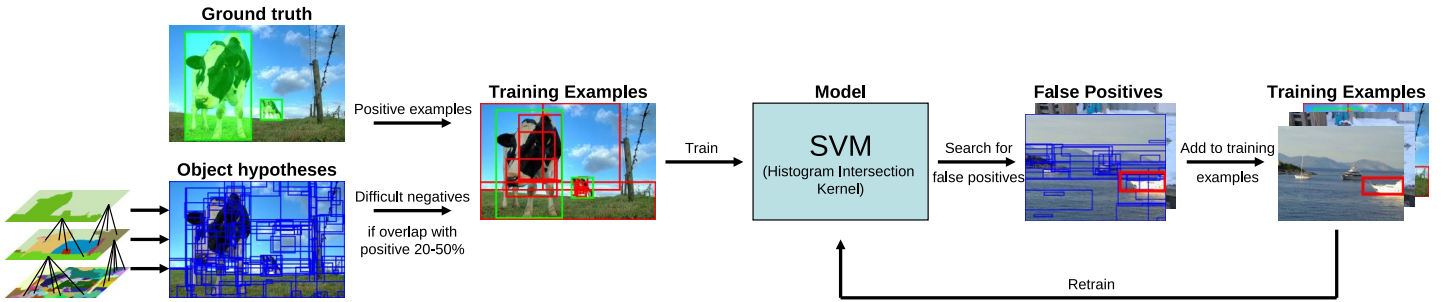 Ground truth
Positive examples
Object hypotheses
Difficult negatives
if overlap with
positive 20-50%
Training Examples
Train
Model
SVM
(Histogram Intersection
Kernel)
Search for
false positives
False Positives
Add to training
examples
Training Examples
Retrain